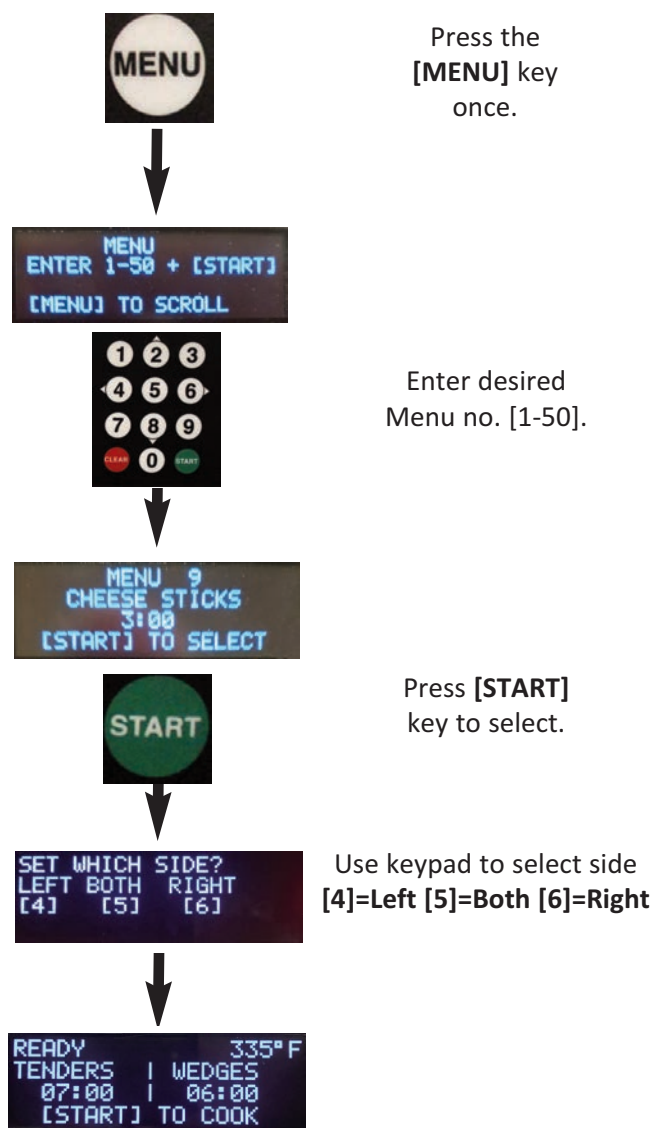 MENU
Press the
[MENU] key
once.
MENU
ENTER 1-50 + [START]
[MENU] TO SCROLL
1 2 3
4 5 6
7 8 9
CLEAR 0 START
Enter desired
Menu no. [1-50].
MENU 9
CHEESE STICKS
3:00
[START] TO SELECT
START
Press [START]
key to select.
SET WHICH SIDE?
LEFT BOTH RIGHT
[4] [5] [6]
Use keypad to select side
[4]=Left [5]=Both [6]=Right
READY 335°F
TENDERS | WEDGES
07:00 | 06:00
[START] TO COOK